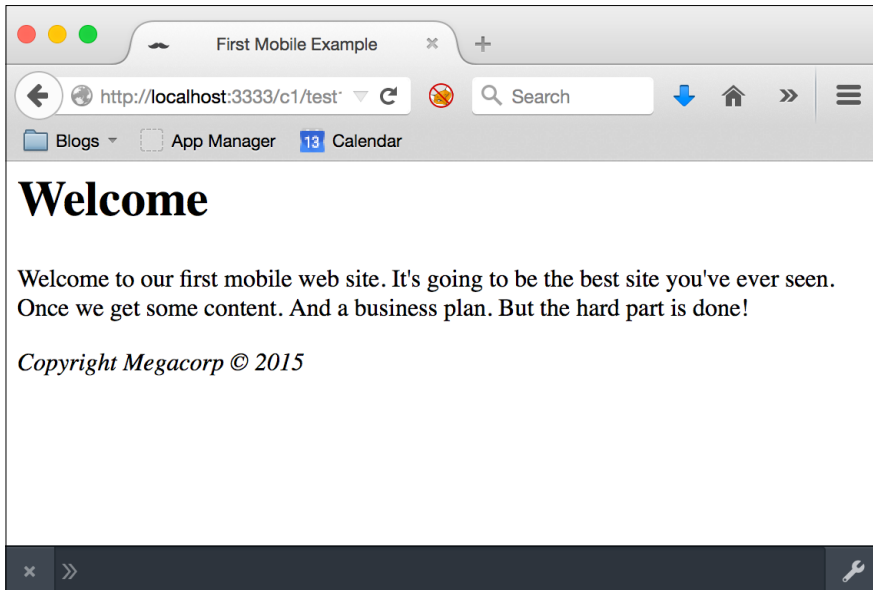 First Mobile Example
http://localhost:3333/c1/test
Search
Blogs
App Manager
13 Calendar
Welcome
Welcome to our first mobile web site. It's going to be the best site you've ever seen.
Once we get some content. And a business plan. But the hard part is done!
Copyright Megacorp © 2015